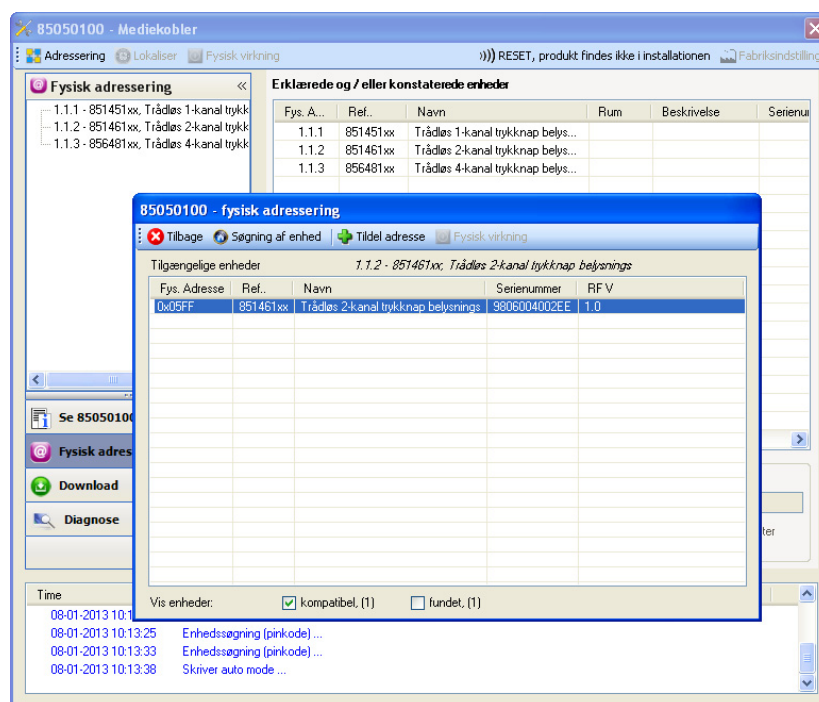 85050100 - Mediekobler
Adressering Lokaliser Fysisk virkning ))) RESET, produkt findes ikke i installationen Fabriksindstilling
Fysisk adressering «
1.1.1 - 851451xx, Trådløs 1-kanal trykk
1.1.2 - 851461xx, Trådløs 2-kanal trykk
1.1.3 - 856481xx, Trådløs 4-kanal trykk
Erklærede og / eller konstaterede enheder
Fys. A... Ref.. Navn Rum Beskrivelse Serienu
1.1.1 851451xx Trådløs 1-kanal trykknap belys...
1.1.2 851461xx Trådløs 2-kanal trykknap belys...
1.1.3 856481xx Trådløs 4-kanal trykknap belys...
85050100 - fysisk adressering
Tilbage Søgning af enhed Tildel adresse Fysisk virkning
Tilgængelige enheder 1.1.2 - 851461xx, Trådløs 2-kanal trykknap belysnings
Fys. Adresse Ref.. Navn Serienummer RF V
0x05FF 851461xx Trådløs 2-kanal trykknap belysnings 9806004002EE 1.0
Vis enheder: kompatibel, (1) fundet, (1)
Se 85050100
Fysisk adres
Download
Diagnose
ter
Time
08-01-2013 10:1
08-01-2013 10:13:25 Enhedssøgning (pinkode) ...
08-01-2013 10:13:33 Enhedssøgning (pinkode) ...
08-01-2013 10:13:38 Skriver auto mode ...